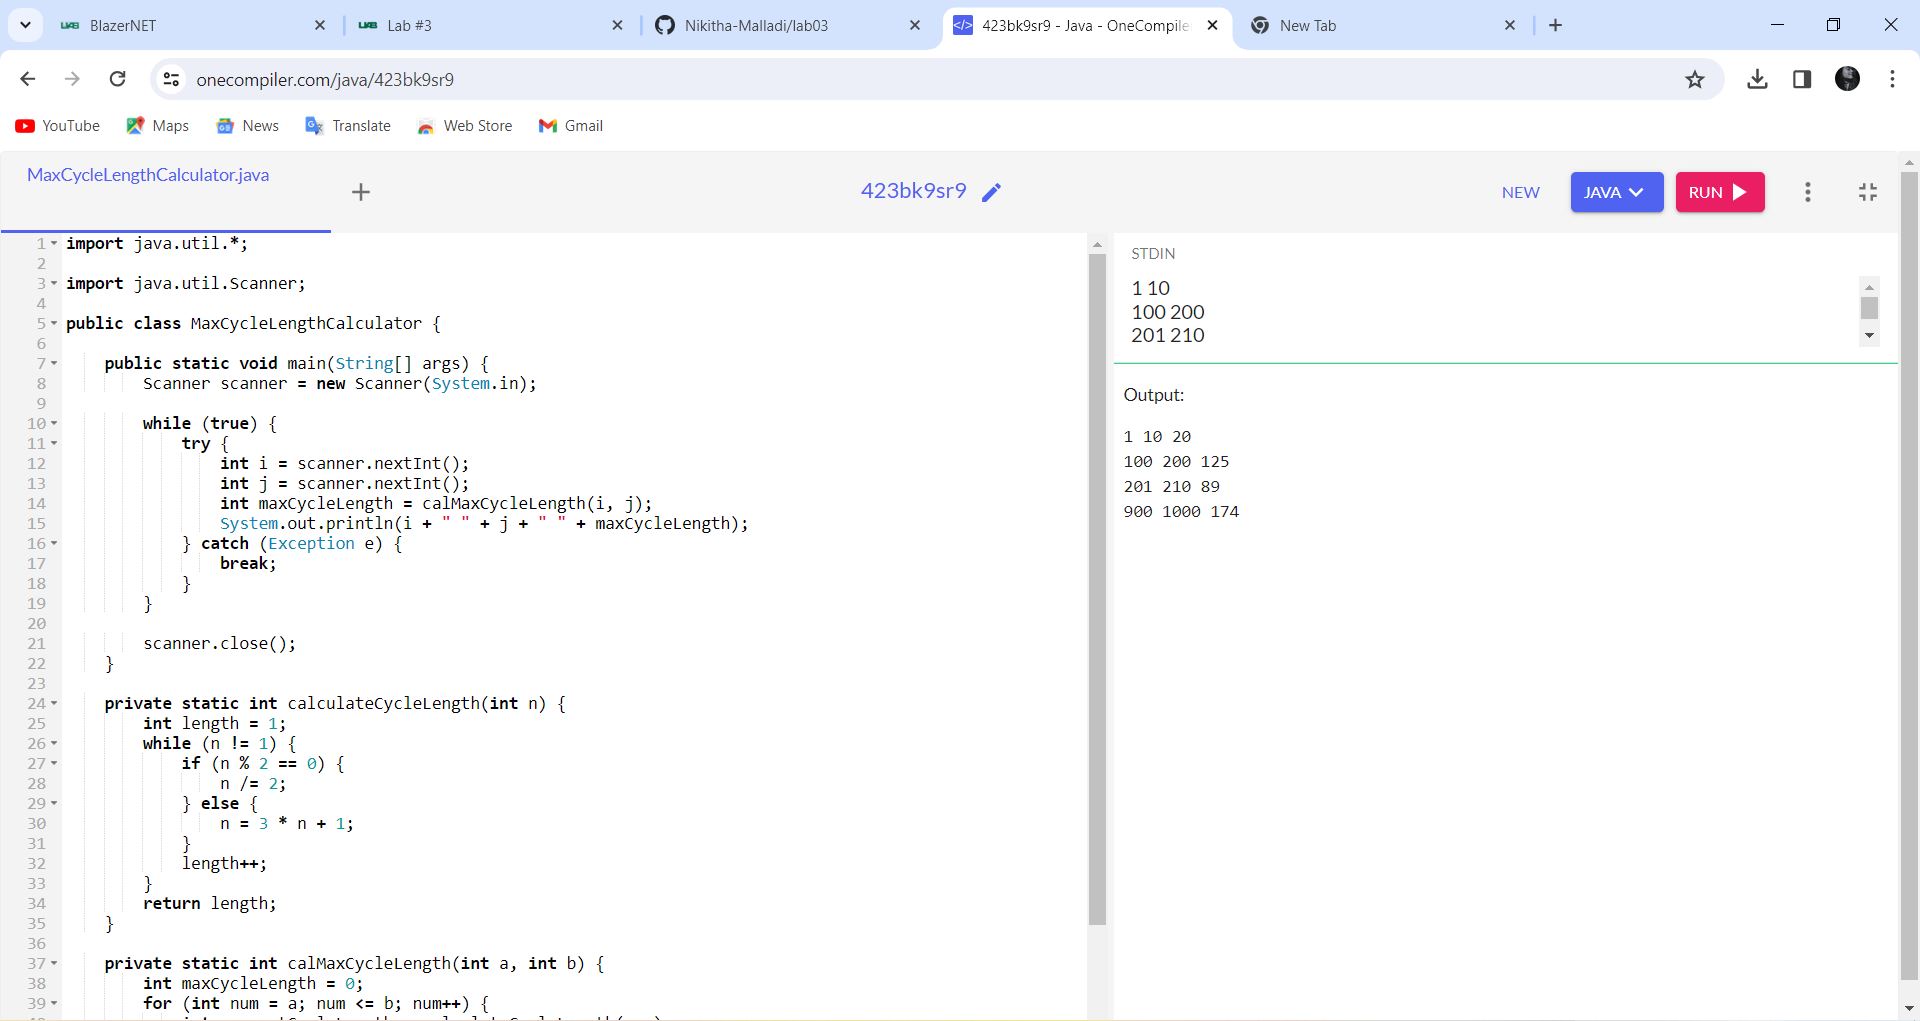 BlazerNET
Lab #3
Nikitha-Malladi/lab03
423bk9sr9 - Java - OneCompile
New Tab
onecompiler.com/java/423bk9sr9
YouTube
Maps
News
Translate
Web Store
Gmail
MaxCycleLengthCalculator.java
423bk9sr9
NEW
JAVA
RUN
1 import java.util.*;
2
3 import java.util.Scanner;
4
5 public class MaxCycleLengthCalculator {
6
7 public static void main(String[] args) {
8 Scanner scanner = new Scanner(System.in);
9
10 while (true) {
11 try {
12 int i = scanner.nextInt();
13 int j = scanner.nextInt();
14 int maxCycleLength = calMaxCycleLength(i, j);
15 System.out.println(i + " " + j + " " + maxCycleLength);
16 } catch (Exception e) {
17 break;
18 }
19 }
20
21 scanner.close();
22 }
23
24 private static int calculateCycleLength(int n) {
25 int length = 1;
26 while (n != 1) {
27 if (n % 2 == 0) {
28 n /= 2;
29 } else {
30 n = 3 * n + 1;
31 }
32 length++;
33 }
34 return length;
35 }
36
37 private static int calMaxCycleLength(int a, int b) {
38 int maxCycleLength = 0;
39 for (int num = a; num <= b; num++) {
STDIN
1 10
100 200
201 210
Output:
1 10 20
100 200 125
201 210 89
900 1000 174